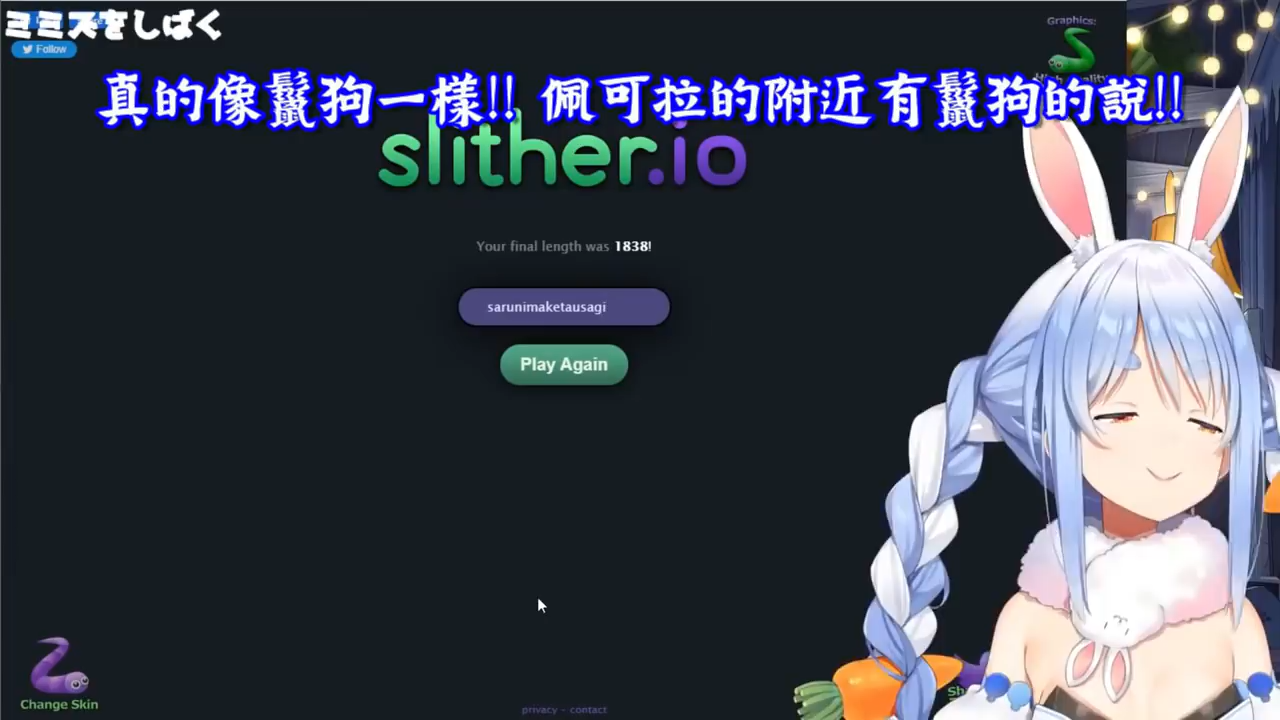 ミミズをしばく
Follow
Graphics:
真的像鬣狗一樣!! 佩可拉的附近有鬣狗的說!!
slither.io
Your final length was 1838!
sarunimaketausagi
Play Again
Change Skin
privacy - contact